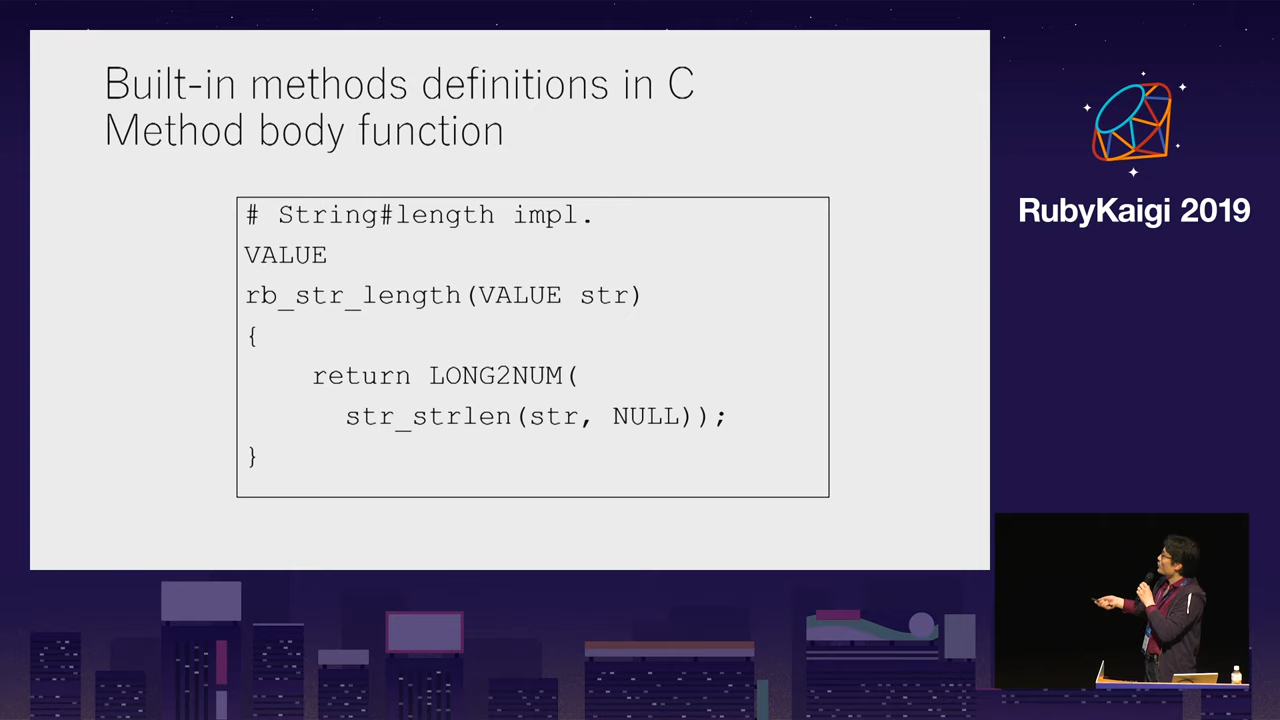 Built-in methods definitions in C
Method body function
# String#length impl.
VALUE
rb_str_length(VALUE str)
{
return LONG2NUM(
str_strlen(str, NULL));
}
RubyKaigi 2019